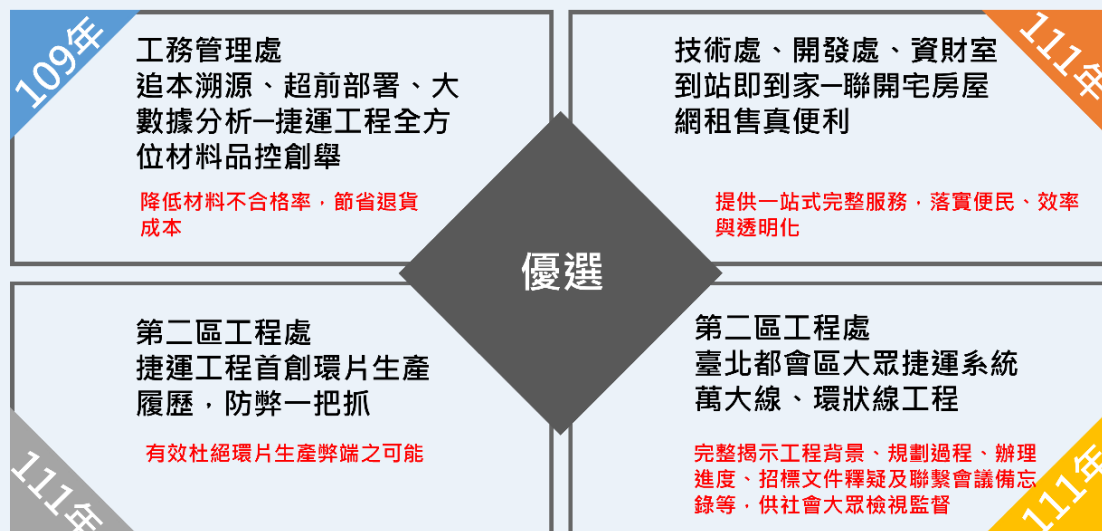 109年
工務管理處
追本溯源、超前部署、大
數據分析─捷運工程全方
位材料品控創舉
降低材料不合格率，節省退貨
成本
111年
技術處、開發處、資財室
到站即到家─聯開宅房屋
網租售真便利
提供一站式完整服務，落實便民、效率
與透明化
優選
111年
第二區工程處
捷運工程首創環片生產
履歷，防弊一把抓
有效杜絕環片生產弊端之可能
第二區工程處
臺北都會區大眾捷運系統
萬大線、環狀線工程
完整揭示工程背景、規劃過程、辦理
進度、招標文件釋疑及聯繫會議備忘
錄等，供社會大眾檢視監督
111年